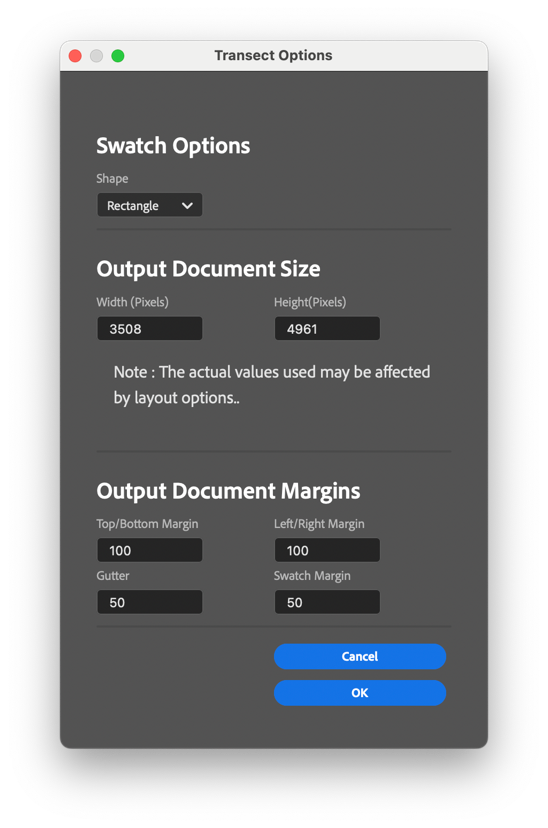 Transect Options
Swatch Options
Shape
Rectangle
Output Document Size
Width (Pixels) Height(Pixels)
3508 4961
Note : The actual values used may be affected
by layout options..
Output Document Margins
Top/Bottom Margin Left/Right Margin
100 100
Gutter Swatch Margin
50 50
Cancel
OK